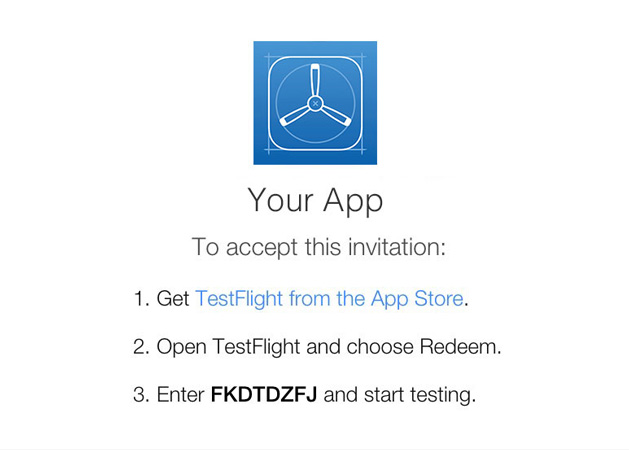 Your App
To accept this invitation:
1. Get TestFlight from the App Store.
2. Open TestFlight and choose Redeem.
3. Enter FKDTDZFJ and start testing.